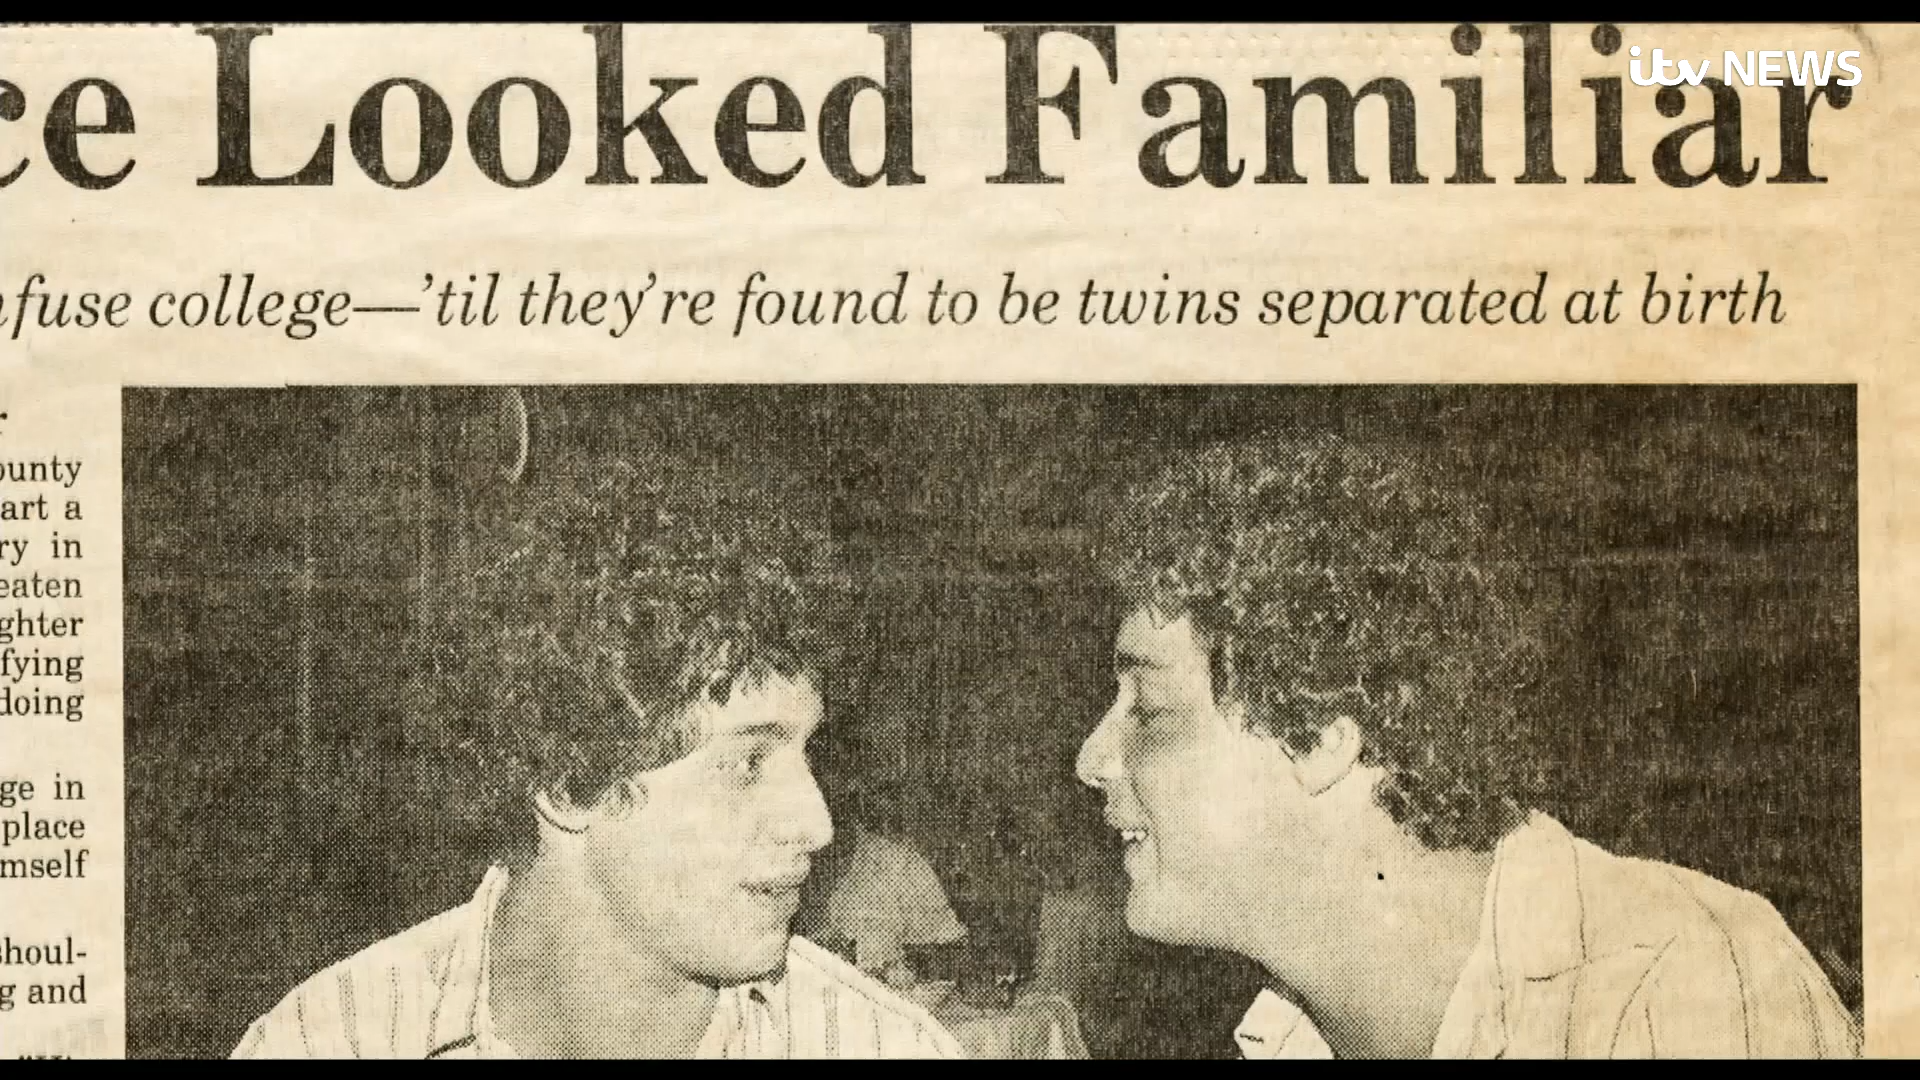 ce Looked Familiar
itv NEWS
nfuse college—’til they’re found to be twins separated at birth
r
ounty
art a
ry in
eaten
ghter
fying
doing
ge in
place
mself
shoul-
g and